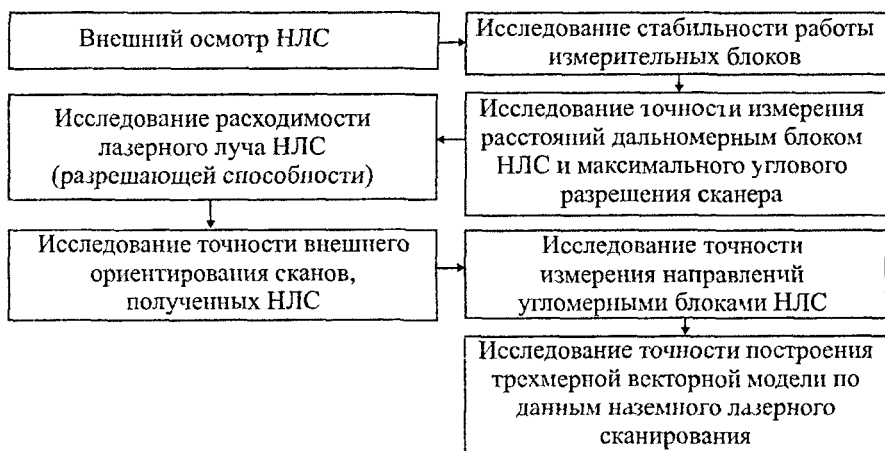 Внешний осмотр НЛС
Исследование стабильности работы
измерительных блоков
Исследование точности измерения
расстояний дальномерным блоком
НЛС и максимального углового
разрешения сканера
Исследование расходимости
лазерного луча НЛС
(разрешающей способности)
Исследование точности внешнего
ориентирования сканов,
полученных НЛС
Исследование точности
измерения направлений
угломерными блоками НЛС
Исследование точности построения
трехмерной векторной модели по
данным наземного лазерного
сканирования